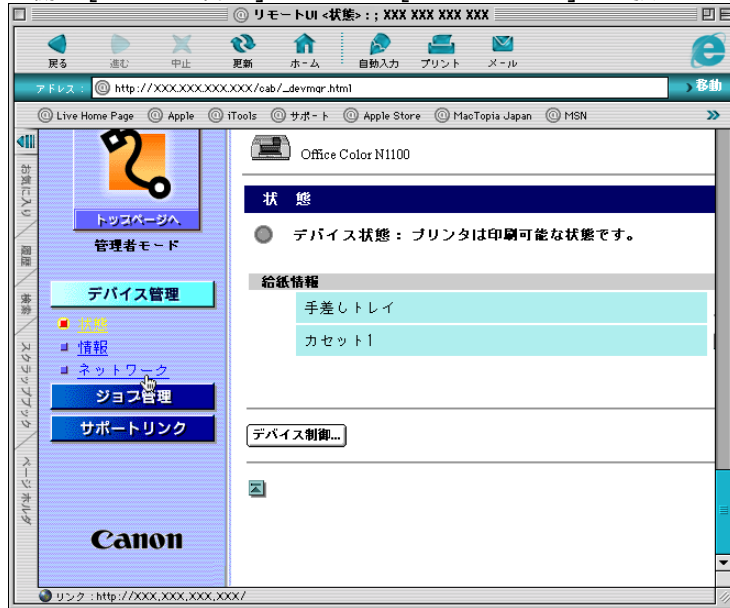 リモートUI <状態> : ; XXX XXX XXX XXX
戻る 進む 中止 更新 ホーム 自動入力 プリント メール
アドレス: http://XXX.XXX.XXX.XXX/cab/_devmgr.html 移動
Live Home Page Apple iTools サポート Apple Store MacTopia Japan MSN
お気に入り
履歴
検索
スクラップブック
ページ ホルダ
トップページへ
管理者モード
デバイス管理
状態
情報
ネットワーク
ジョブ管理
サポートリンク
Canon
Office Color N1100
状 態
デバイス状態: プリンタは印刷可能な状態です。
給紙情報
手差しトレイ
カセット1
デバイス制御...
リンク:http://XXX,XXX,XXX,XXX/